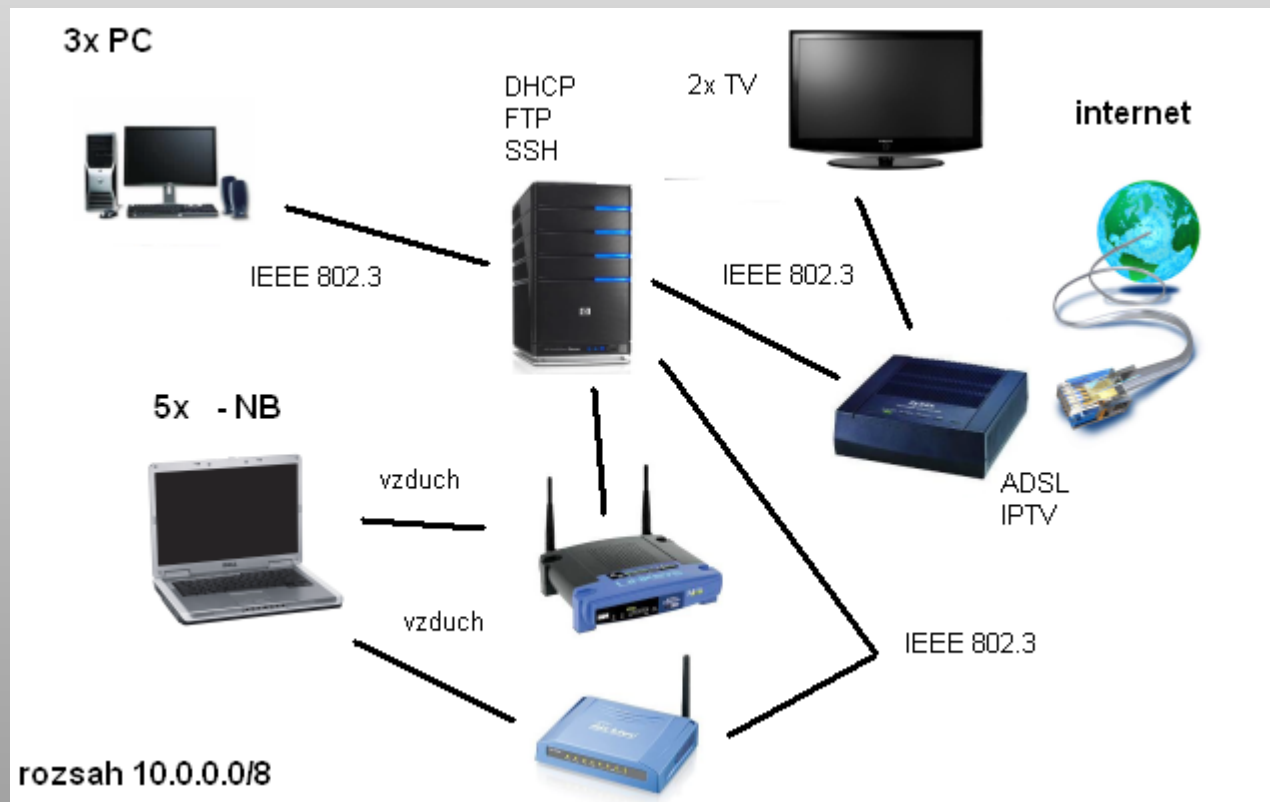 3x PC
DHCP
FTP
SSH
2x TV
internet
IEEE 802.3
IEEE 802.3
5x - NB
vzduch
ADSL
IPTV
LINKSYS
vzduch
IEEE 802.3
rozsah 10.0.0.0/8